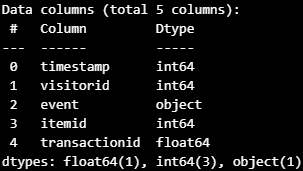 Data columns (total 5 columns):
 #   Column         Dtype
---  ------         -----
 0   timestamp      int64
 1   visitorid      int64
 2   event          object
 3   itemid         int64
 4   transactionid  float64
dtypes: float64(1), int64(3), object(1)